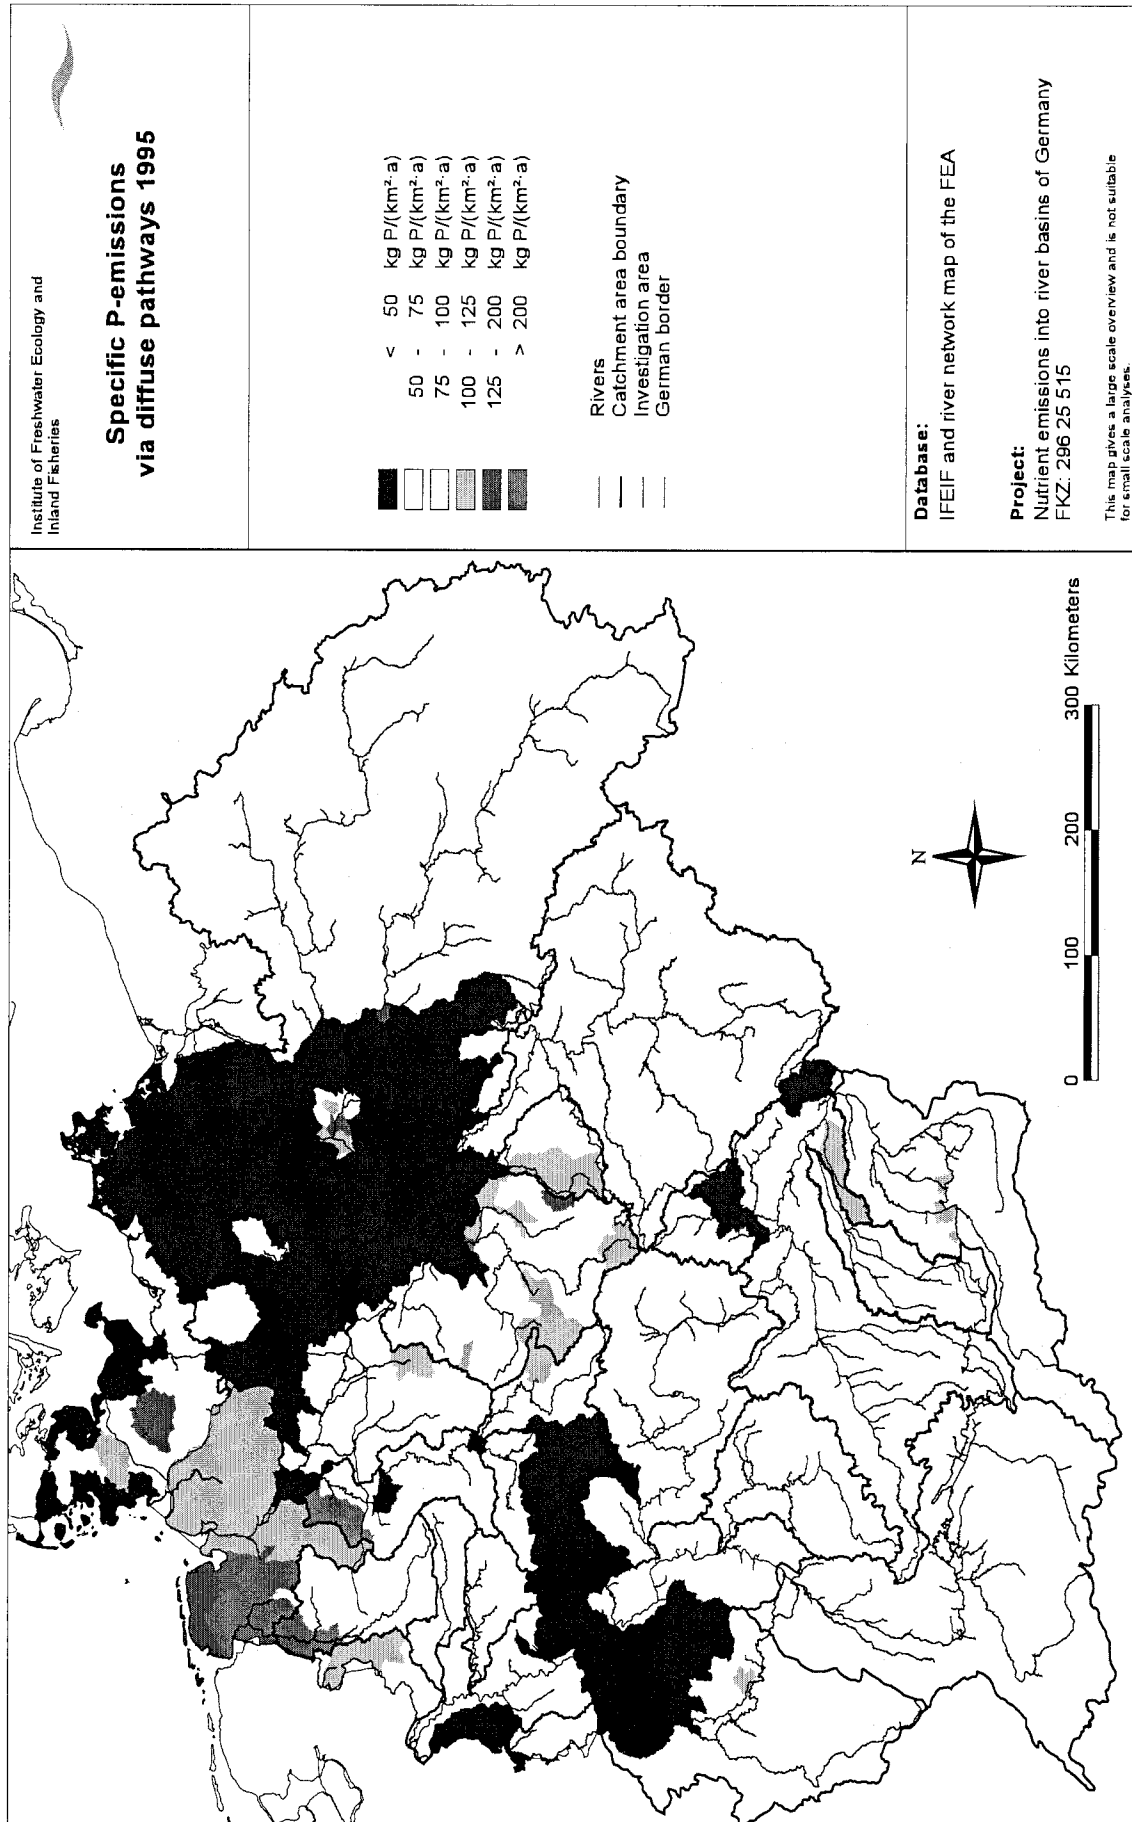 Institute of Freshwater Ecology and
Inland Fisheries
Specific P-emissions
via diffuse pathways 1995
< 50 kg P/(km²·a)
50 - 75 kg P/(km²·a)
75 - 100 kg P/(km²·a)
100 - 125 kg P/(km²·a)
125 - 200 kg P/(km²·a)
> 200 kg P/(km²·a)
Rivers
Catchment area boundary
Investigation area
German border
Database:
IFEIF and river network map of the FEA
Project:
Nutrient emissions into river basins of Germany
FKZ: 296 25 515
This map gives a large scale overview and is not suitable
for small scale analyses.
N
0 100 200 300 Kilometers